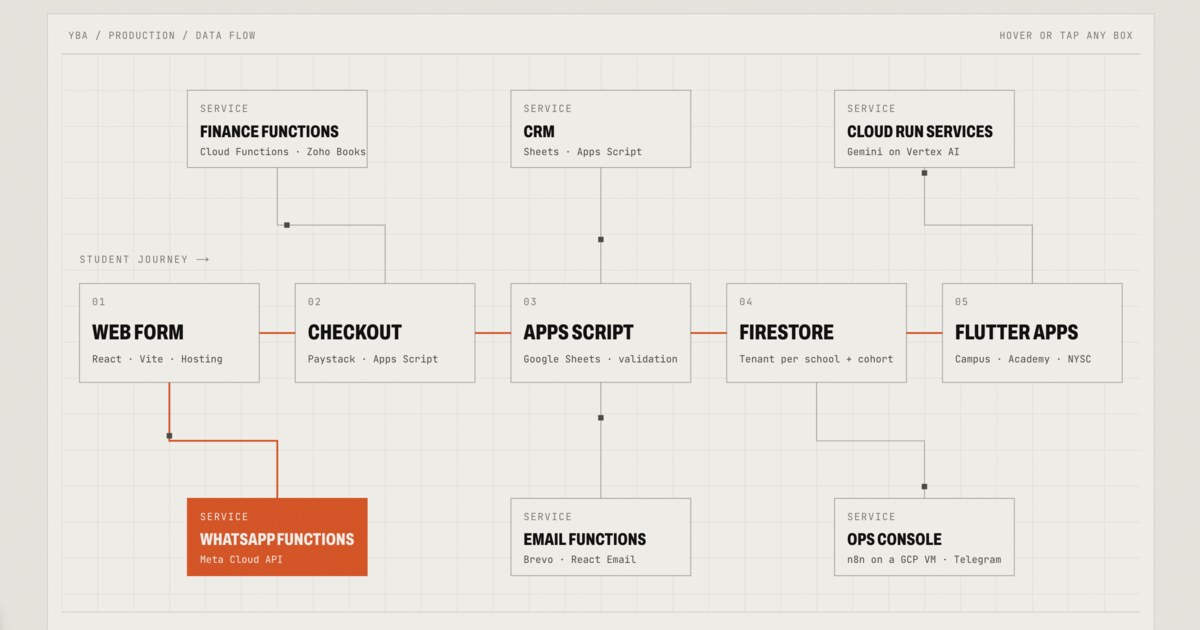 YBA / PRODUCTION / DATA FLOW
HOVER OR TAP ANY BOX
SERVICE
FINANCE FUNCTIONS
Cloud Functions · Zoho Books
SERVICE
CRM
Sheets · Apps Script
SERVICE
CLOUD RUN SERVICES
Gemini on Vertex AI
STUDENT JOURNEY →
01
WEB FORM
React · Vite · Hosting
02
CHECKOUT
Paystack · Apps Script
03
APPS SCRIPT
Google Sheets · validation
04
FIRESTORE
Tenant per school + cohort
05
FLUTTER APPS
Campus · Academy · NYSC
SERVICE
WHATSAPP FUNCTIONS
Meta Cloud API
SERVICE
EMAIL FUNCTIONS
Brevo · React Email
SERVICE
OPS CONSOLE
n8n on a GCP VM · Telegram